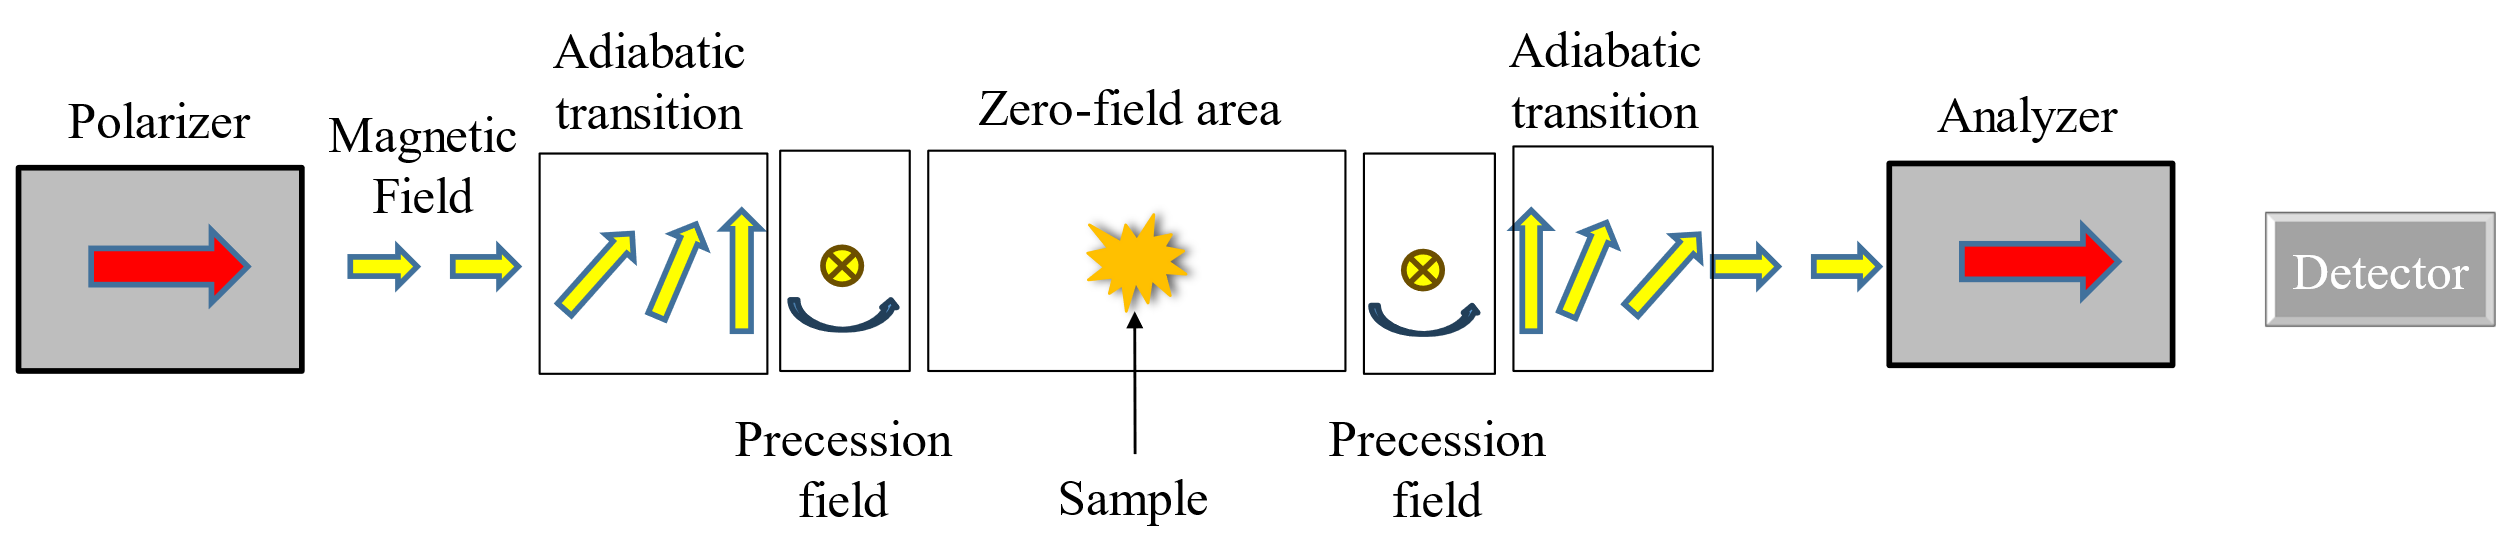 Polarizer
Magnetic
Field
Adiabatic
transition
Zero-field area
Adiabatic
transition
Analyzer
Detector
Precession
field
Sample
Precession
field